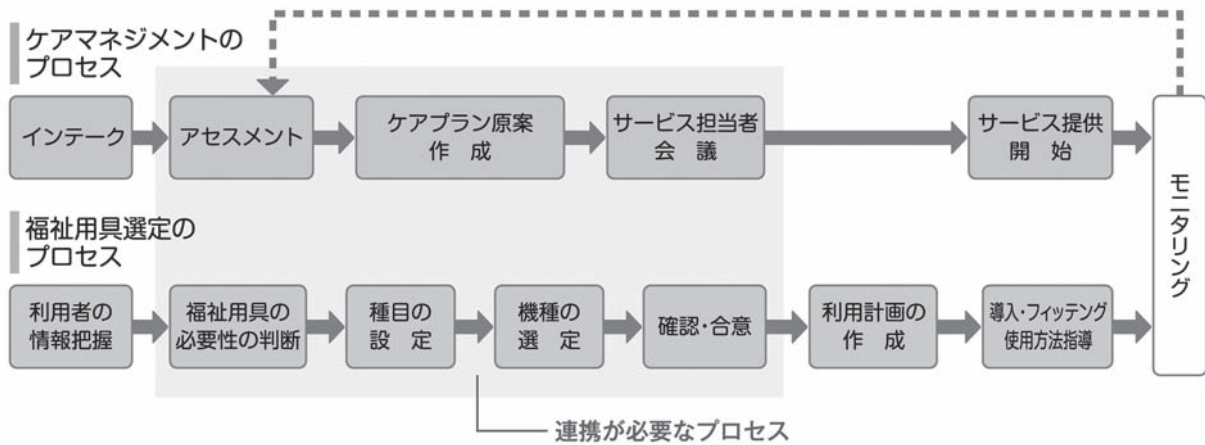 ケアマネジメントの
プロセス
インテーク
アセスメント
ケアプラン原案
作 成
サービス担当者
会 議
サービス提供
開 始
モニタリング
福祉用具選定の
プロセス
利用者の
情報把握
福祉用具の
必要性の判断
種目の
設 定
機種の
選 定
確認・合意
利用計画の
作 成
導入・フィッテング
使用方法指導
連携が必要なプロセス